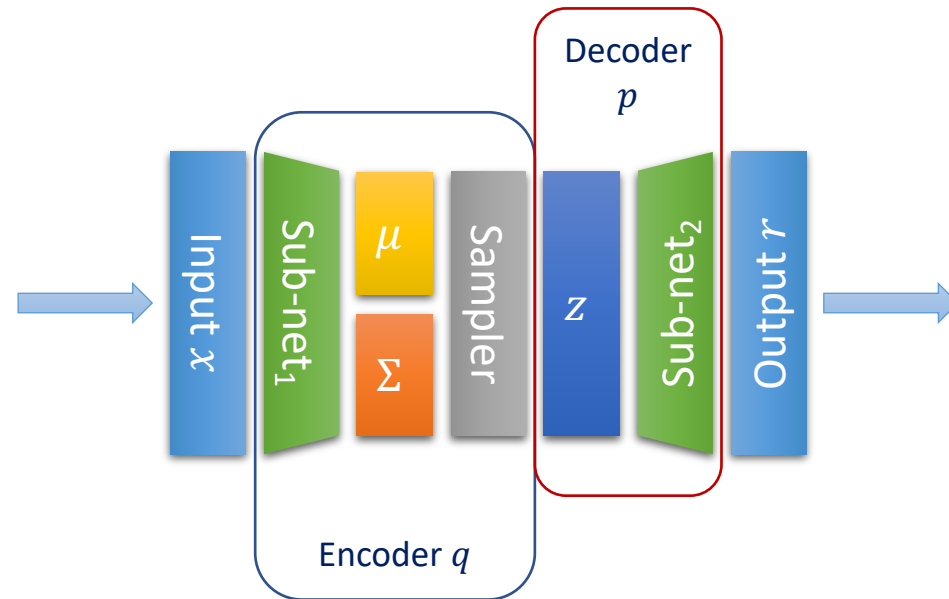 Decoder
p
Input x
Sub-net₁
μ
Σ
Sampler
z
Sub-net₂
Output r
Encoder q